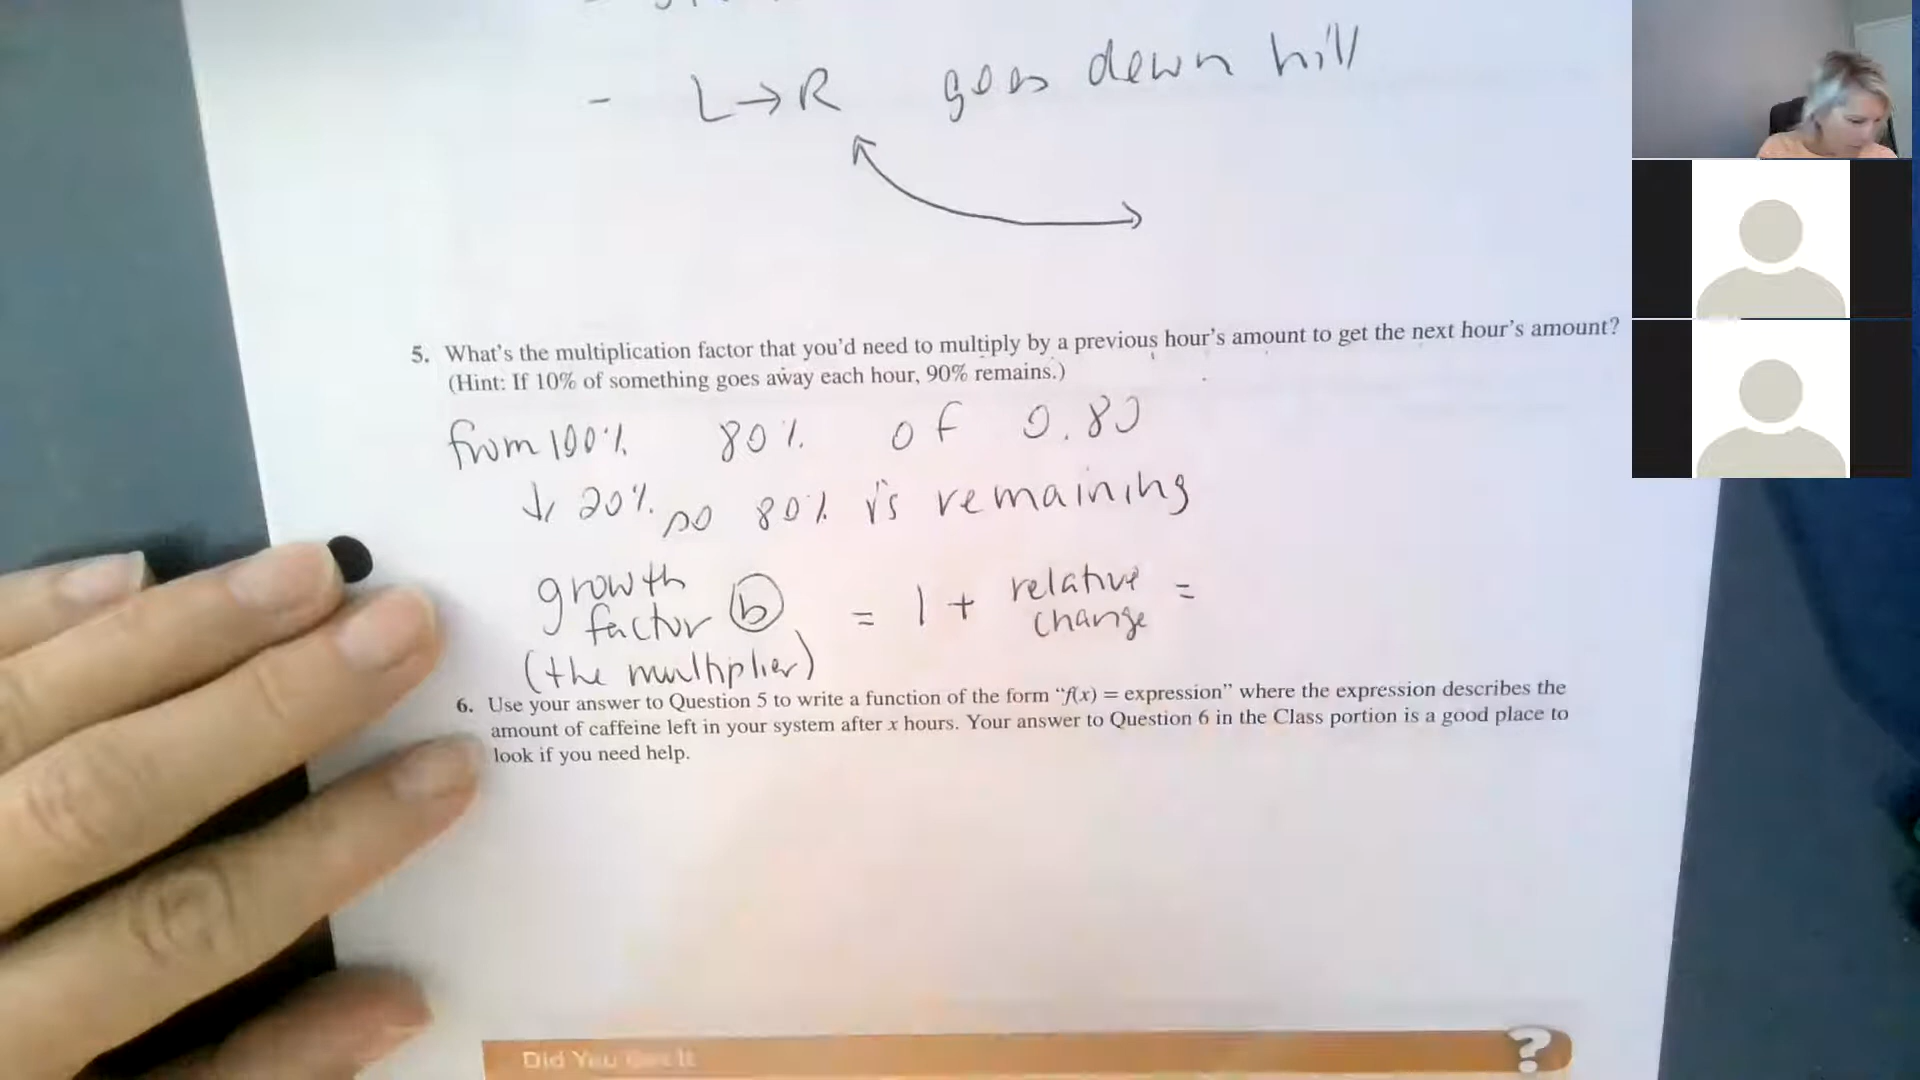 - L→R goes down hill
5. What's the multiplication factor that you'd need to multiply by a previous hour's amount to get the next hour's amount?
(Hint: If 10% of something goes away each hour, 90% remains.)
from 100% 80% of 0.80
↓ 20% so 80% is remaining
growth
factor b = 1 + relative change =
(the multiplier)
6. Use your answer to Question 5 to write a function of the form “f(x) = expression” where the expression describes the
amount of caffeine left in your system after x hours. Your answer to Question 6 in the Class portion is a good place to
look if you need help.
Did You Get It
?